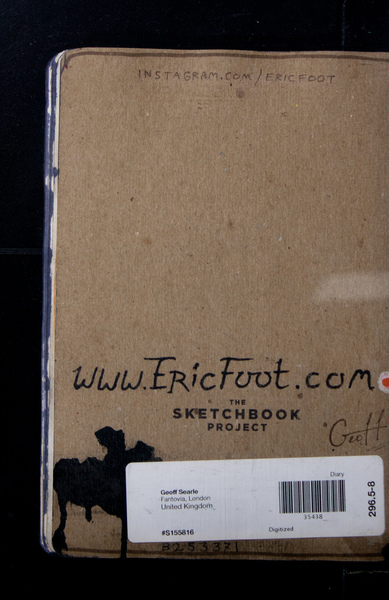 INSTAGRAM.COM/ERICFOOT
WWW.ERICFOOT.COM
THE
SKETCHBOOK
PROJECT
Geoff
Diary
Geoff Searle
Fantovia, London
United Kingdom
35438
296.5-8
#S155816
Digitized